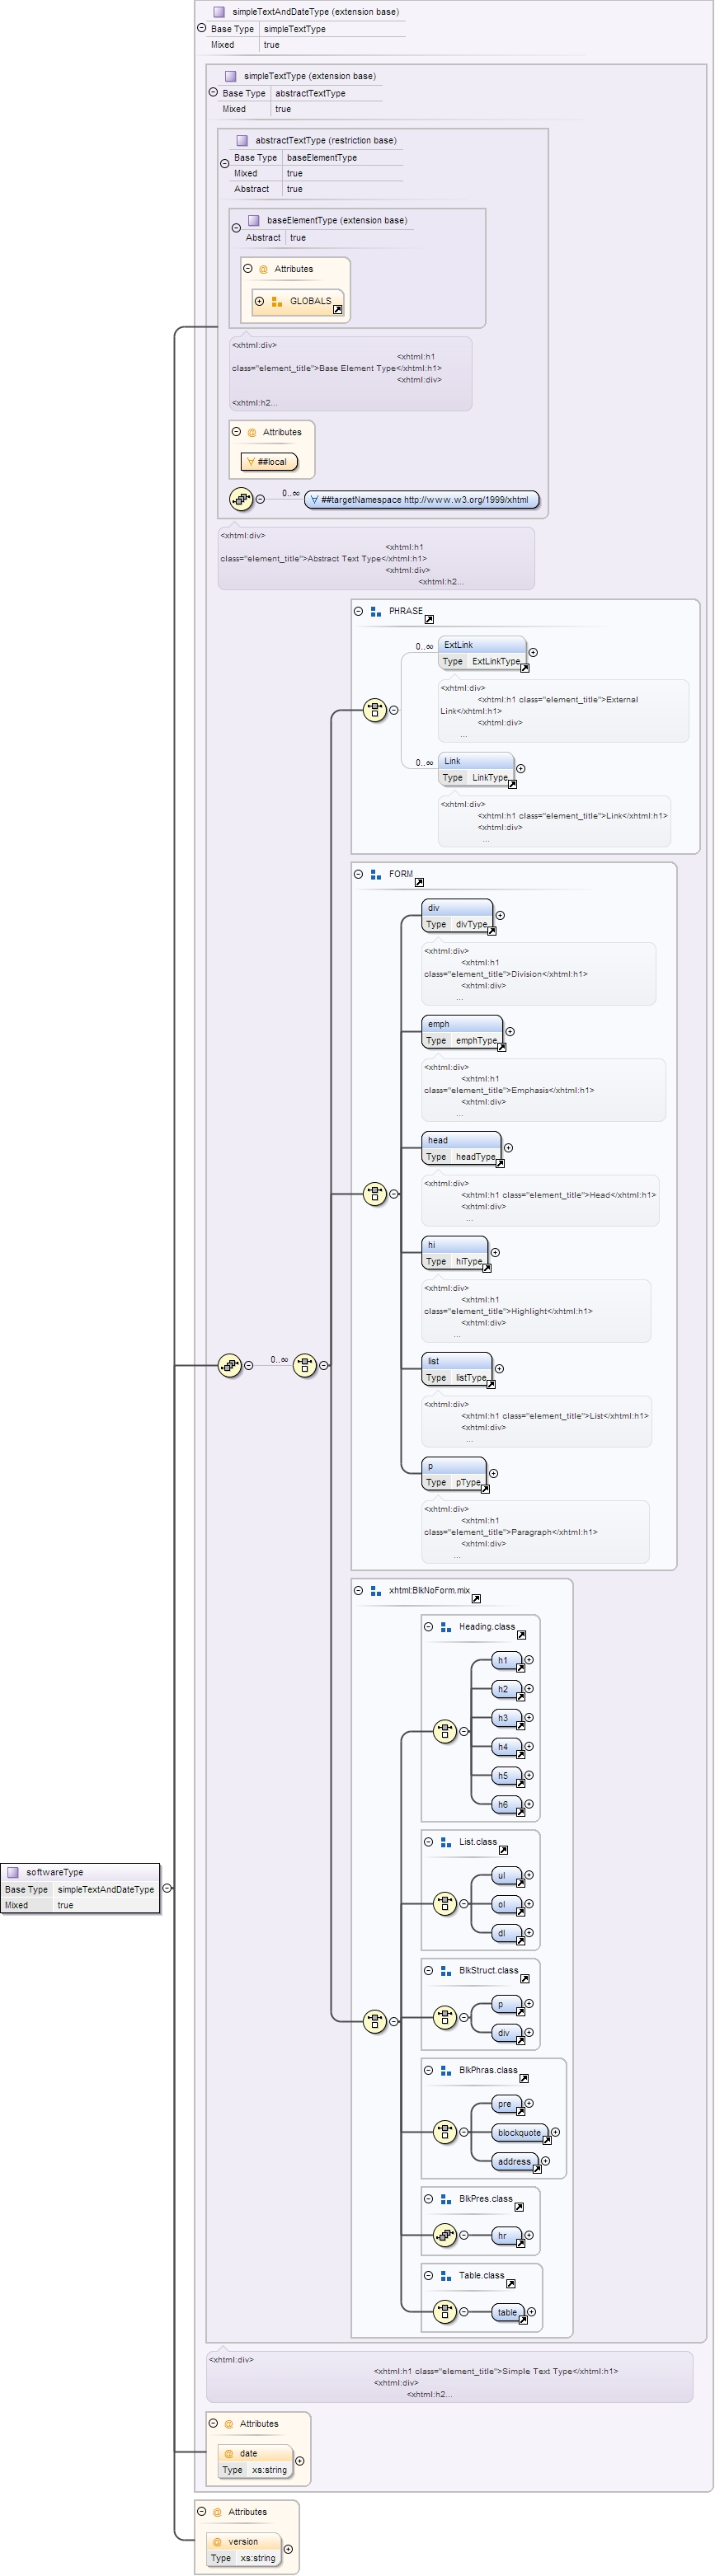 simpleTextAndDateType (extension base)
Base Type simpleTextType
Mixed true
simpleTextType (extension base)
Base Type abstractTextType
Mixed true
abstractTextType (restriction base)
Base Type baseElementType
Mixed true
Abstract true
baseElementType (extension base)
Abstract true
@ Attributes
GLOBALS
<xhtml:div>
<xhtml:h1
class="element_title">Base Element Type</xhtml:h1>
<xhtml:div>
<xhtml:h2...
@ Attributes
∀ ##local
0..∞ ∀ ##targetNamespace http://www.w3.org/1999/xhtml
<xhtml:div>
<xhtml:h1
class="element_title">Abstract Text Type</xhtml:h1>
<xhtml:div>
<xhtml:h2...
PHRASE
0..∞ ExtLink
Type ExtLinkType
<xhtml:div>
<xhtml:h1 class="element_title">External
Link</xhtml:h1>
<xhtml:div>
...
0..∞ Link
Type LinkType
<xhtml:div>
<xhtml:h1 class="element_title">Link</xhtml:h1>
<xhtml:div>
...
FORM
div
Type divType
<xhtml:div>
<xhtml:h1
class="element_title">Division</xhtml:h1>
<xhtml:div>
...
emph
Type emphType
<xhtml:div>
<xhtml:h1
class="element_title">Emphasis</xhtml:h1>
<xhtml:div>
...
head
Type headType
<xhtml:div>
<xhtml:h1 class="element_title">Head</xhtml:h1>
<xhtml:div>
...
hi
Type hiType
<xhtml:div>
<xhtml:h1
class="element_title">Highlight</xhtml:h1>
<xhtml:div>
...
0..∞
list
Type listType
<xhtml:div>
<xhtml:h1 class="element_title">List</xhtml:h1>
<xhtml:div>
...
p
Type pType
<xhtml:div>
<xhtml:h1
class="element_title">Paragraph</xhtml:h1>
<xhtml:div>
...
xhtml:BlkNoForm.mix
Heading.class
h1
h2
h3
h4
h5
h6
List.class
ul
ol
dl
softwareType
Base Type simpleTextAndDateType
Mixed true
BlkStruct.class
p
div
BlkPhras.class
pre
blockquote
address
BlkPres.class
hr
Table.class
table
<xhtml:div>
<xhtml:h1 class="element_title">Simple Text Type</xhtml:h1>
<xhtml:div>
<xhtml:h2...
@ Attributes
@ date
Type xs:string
@ Attributes
@ version
Type xs:string